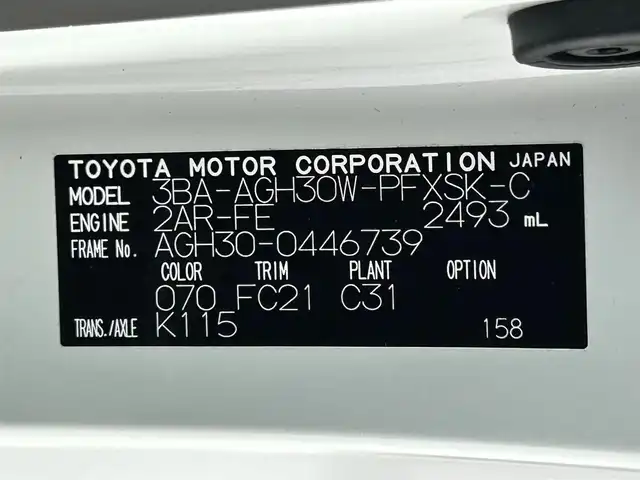 TOYOTA MOTOR CORPORATION JAPAN
MODEL 3BA-AGH30W-PFXSK-C
ENGINE 2AR-FE 2493 mL
FRAME No. AGH30-0446739
COLOR TRIM PLANT OPTION
070 FC21 C31
TRANS./AXLE K115 158